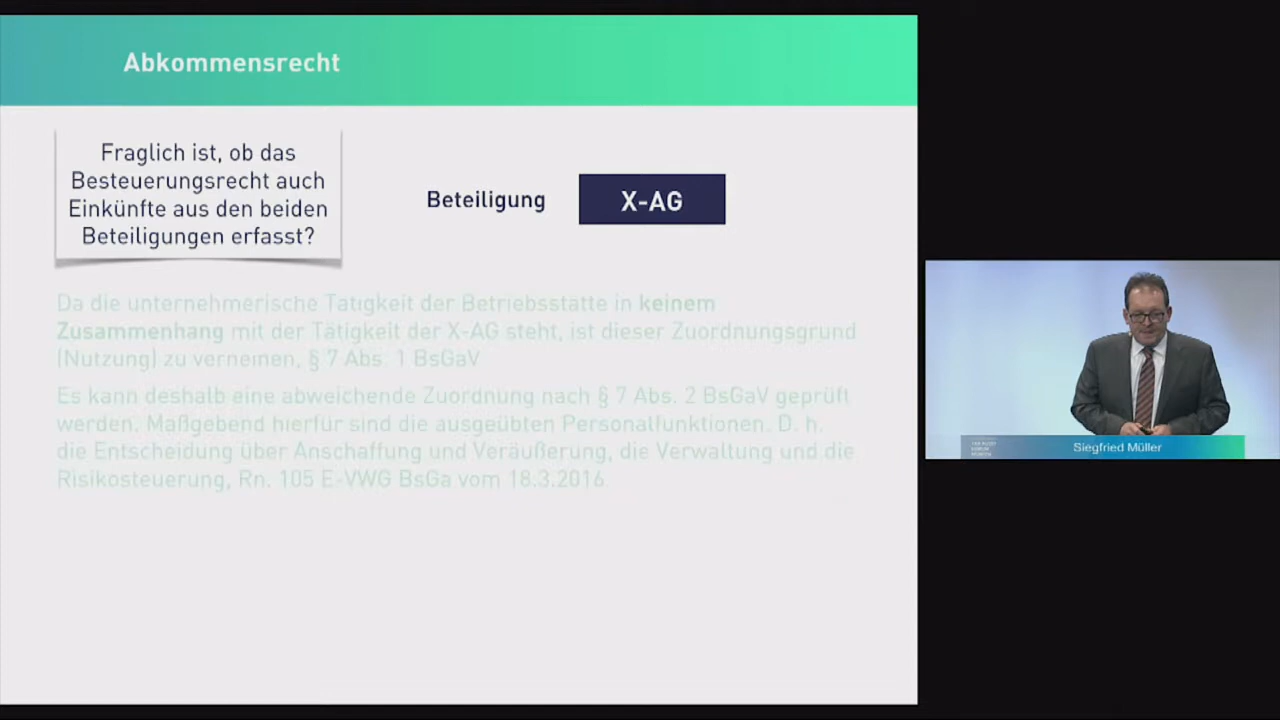 Abkommensrecht
Fraglich ist, ob das
Besteuerungsrecht auch
Einkünfte aus den beiden
Beteiligungen erfasst?
Beteiligung
X-AG
Da die unternehmerische Tätigkeit der Betriebsstätte in keinem
Zusammenhang mit der Tätigkeit der X-AG steht, ist dieser Zuordnungsgrund
(Nutzung) zu verneinen, § 7 Abs. 1 BsGaV
Es kann deshalb eine abweichende Zuordnung nach § 7 Abs. 2 BsGaV geprüft
werden. Maßgebend hierfür sind die ausgeübten Personalfunktionen. D. h.
die Entscheidung über Anschaffung und Veräußerung, die Verwaltung und die
Risikosteuerung, Rn. 105 E-VWG BsGa vom 18.3.2016
Siegfried Müller